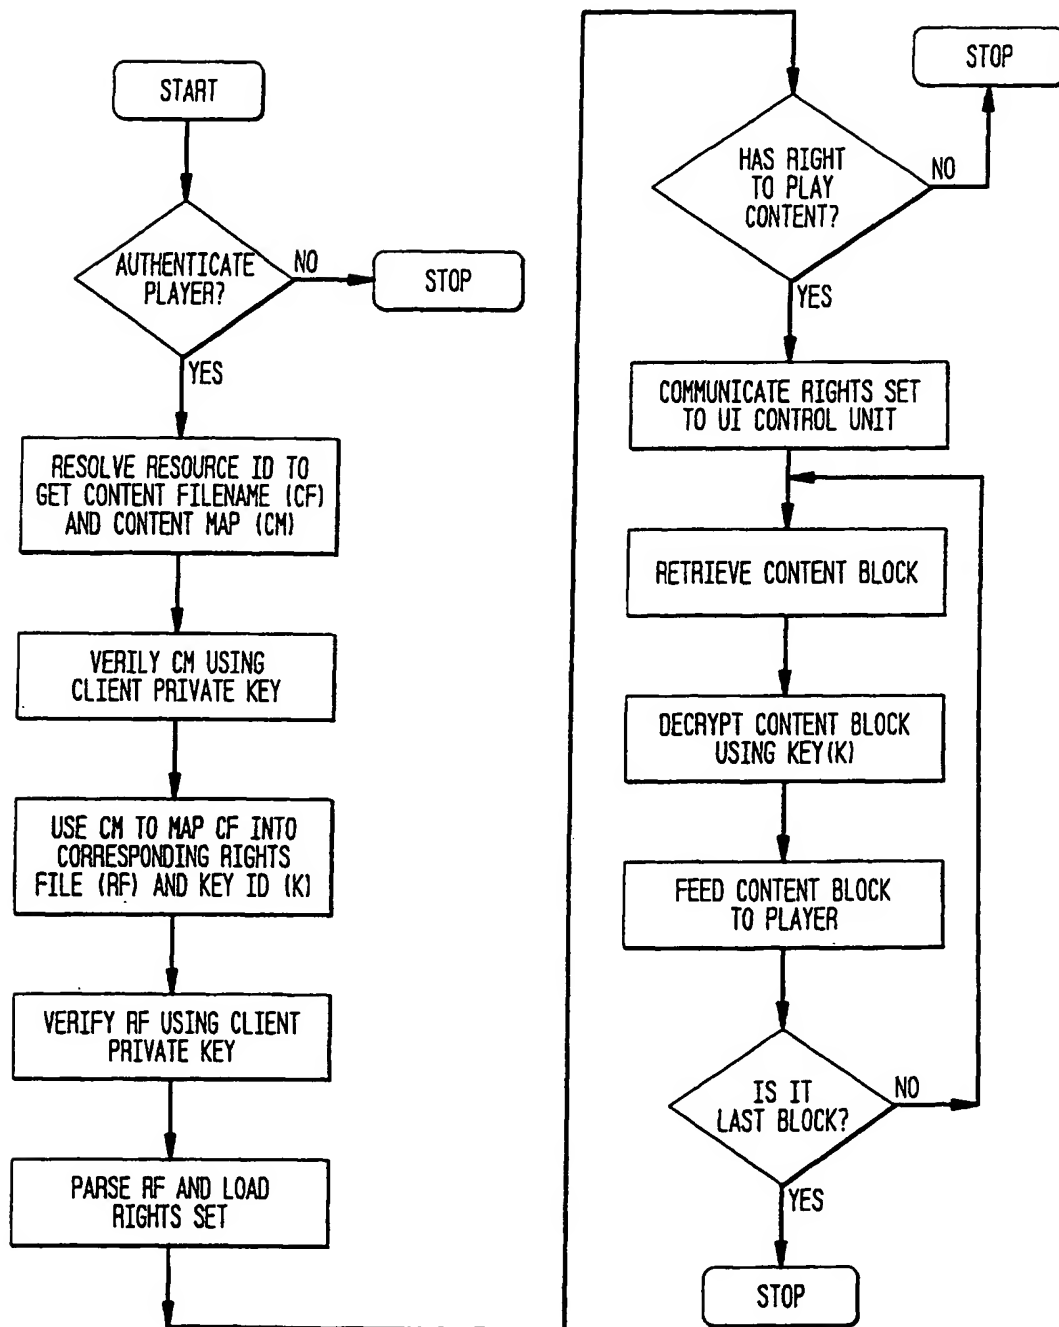 START
AUTHENTICATE
PLAYER?
NO
STOP
YES
RESOLVE RESOURCE ID TO
GET CONTENT FILENAME (CF)
AND CONTENT MAP (CM)
VERILY CM USING
CLIENT PRIVATE KEY
USE CM TO MAP CF INTO
CORRESPONDING RIGHTS
FILE (RF) AND KEY ID (K)
VERIFY RF USING CLIENT
PRIVATE KEY
PARSE RF AND LOAD
RIGHTS SET
HAS RIGHT
TO PLAY
CONTENT?
NO
STOP
YES
COMMUNICATE RIGHTS SET
TO UI CONTROL UNIT
RETRIEVE CONTENT BLOCK
DECRYPT CONTENT BLOCK
USING KEY(K)
FEED CONTENT BLOCK
TO PLAYER
IS IT
LAST BLOCK?
NO
YES
STOP